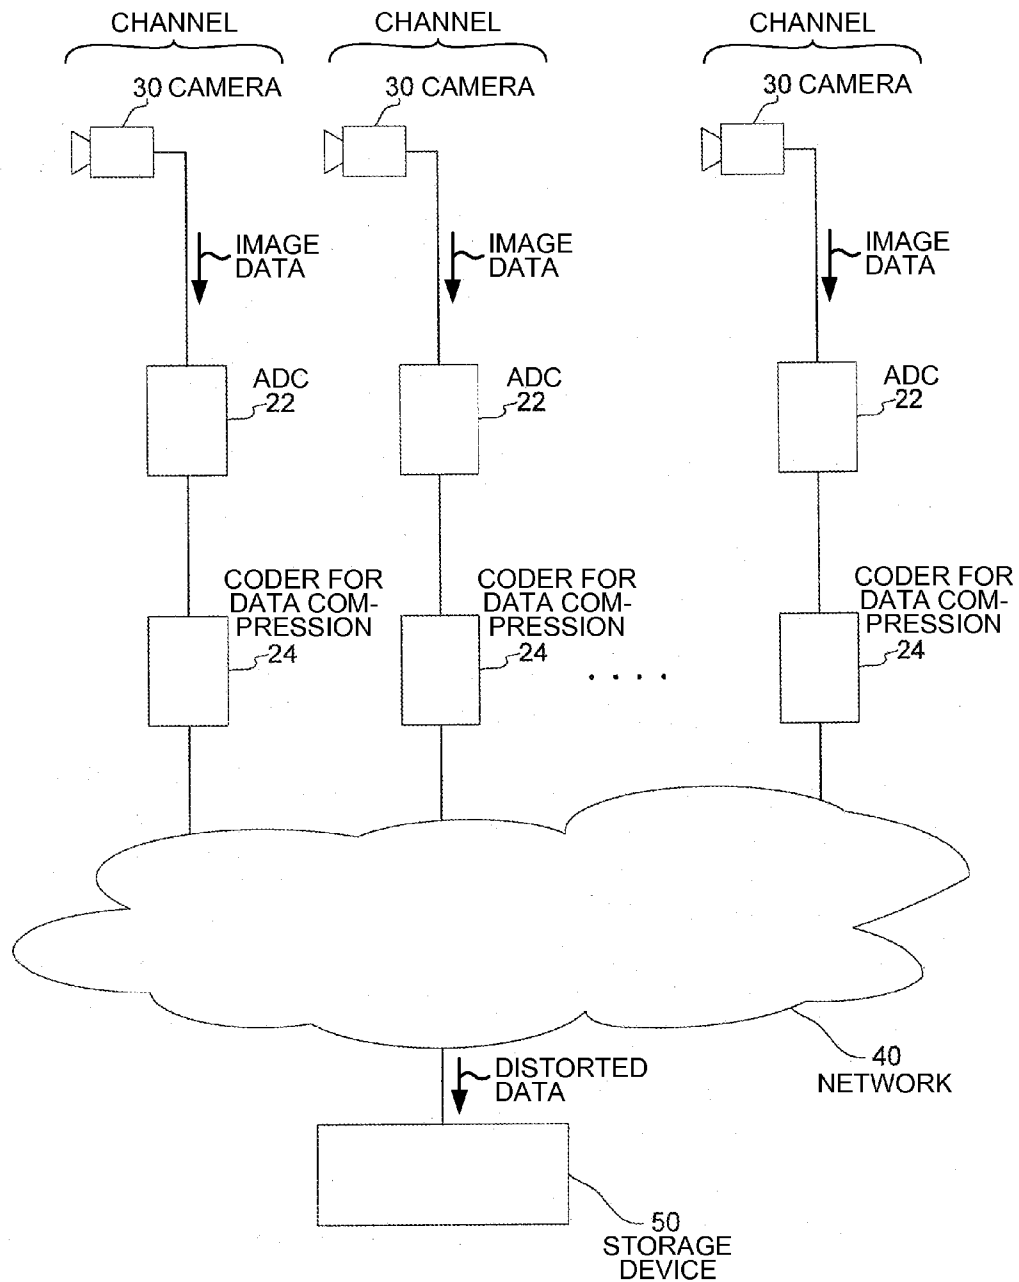 CHANNEL
CHANNEL
CHANNEL
30 CAMERA
30 CAMERA
30 CAMERA
IMAGE
DATA
IMAGE
DATA
IMAGE
DATA
ADC
22
ADC
22
ADC
22
CODER FOR
DATA COM-
PRESSION
24
CODER FOR
DATA COM-
PRESSION
24
CODER FOR
DATA COM-
PRESSION
24
40
NETWORK
DISTORTED
DATA
50
STORAGE
DEVICE